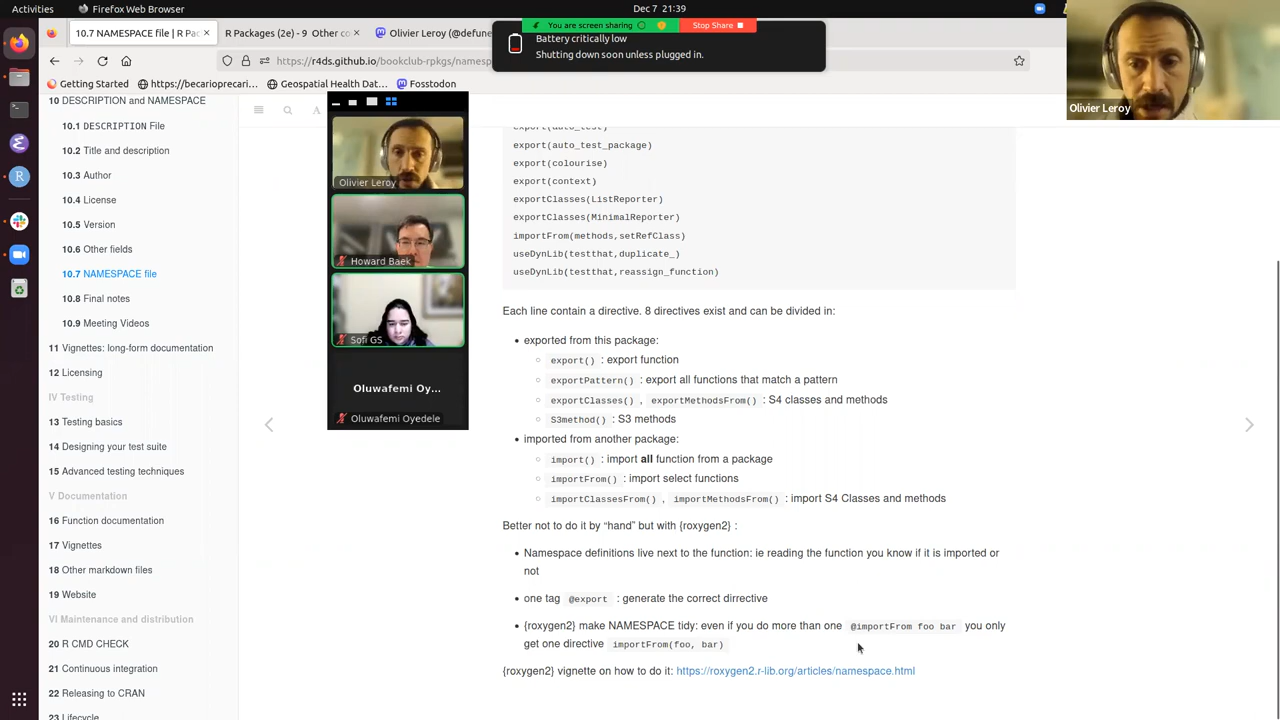 Activities
Firefox Web Browser
Dec 7 21:39
You are screen sharing
Stop Share
Battery critically low
Shutting down soon unless plugged in.
10.7 NAMESPACE file | R Pac
R Packages (2e) - 9 Other co
Olivier Leroy (@defune
https://r4ds.github.io/bookclub-rpkgs/namesp
Getting Started
https://becarioprecari...
Geospatial Health Dat...
Fosstodon
Olivier Leroy
Olivier Leroy
Howard Baek
Sofi GS
Oluwafemi Oy...
Oluwafemi Oyedele
10 DESCRIPTION and NAMESPACE
10.1 DESCRIPTION File
10.2 Title and description
10.3 Author
10.4 License
10.5 Version
10.6 Other fields
10.7 NAMESPACE file
10.8 Final notes
10.9 Meeting Videos
11 Vignettes: long-form documentation
12 Licensing
IV Testing
13 Testing basics
14 Designing your test suite
15 Advanced testing techniques
V Documentation
16 Function documentation
17 Vignettes
18 Other markdown files
19 Website
VI Maintenance and distribution
20 R CMD CHECK
21 Continuous integration
22 Releasing to CRAN
23 Lifecycle
export(auto_test)
export(auto_test_package)
export(colourise)
export(context)
exportClasses(ListReporter)
exportClasses(MinimalReporter)
importFrom(methods,setRefClass)
useDynLib(testthat,duplicate_)
useDynLib(testthat,reassign_function)
Each line contain a directive. 8 directives exist and can be divided in:
• exported from this package:
export() : export function
exportPattern() : export all functions that match a pattern
exportClasses() , exportMethodsFrom() : S4 classes and methods
S3method() : S3 methods
• imported from another package:
import() : import all function from a package
importFrom() : import select functions
importClassesFrom() , importMethodsFrom() : import S4 Classes and methods
Better not to do it by “hand” but with {roxygen2} :
• Namespace definitions live next to the function: ie reading the function you know if it is imported or
not
• one tag @export : generate the correct dirrective
• {roxygen2} make NAMESPACE tidy: even if you do more than one @importFrom foo bar you only
get one directive importFrom(foo, bar)
{roxygen2} vignette on how to do it: https://roxygen2.r-lib.org/articles/namespace.html